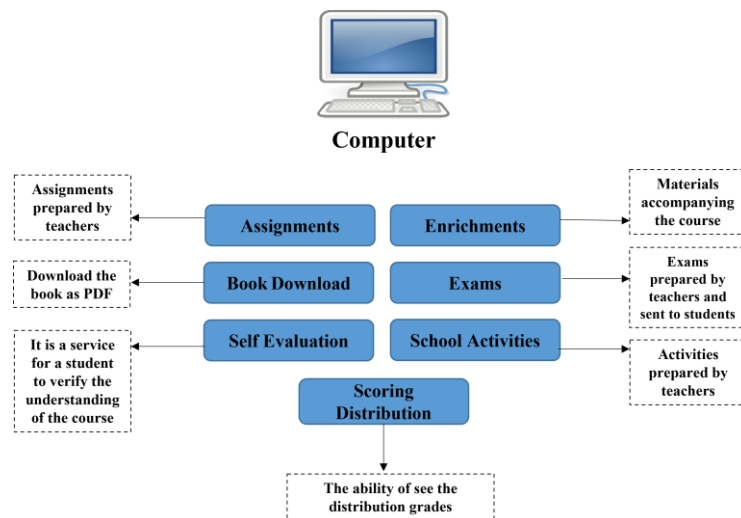 Computer
Assignments
prepared by
teachers
Assignments
Enrichments
Materials
accompanying
the course
Download the
book as PDF
Book Download
Exams
Exams
prepared by
teachers and
sent to students
It is a service
for a student
to verify the
understanding
of the course
Self Evaluation
School Activities
Activities
prepared by
teachers
Scoring
Distribution
The ability of see the
distribution grades